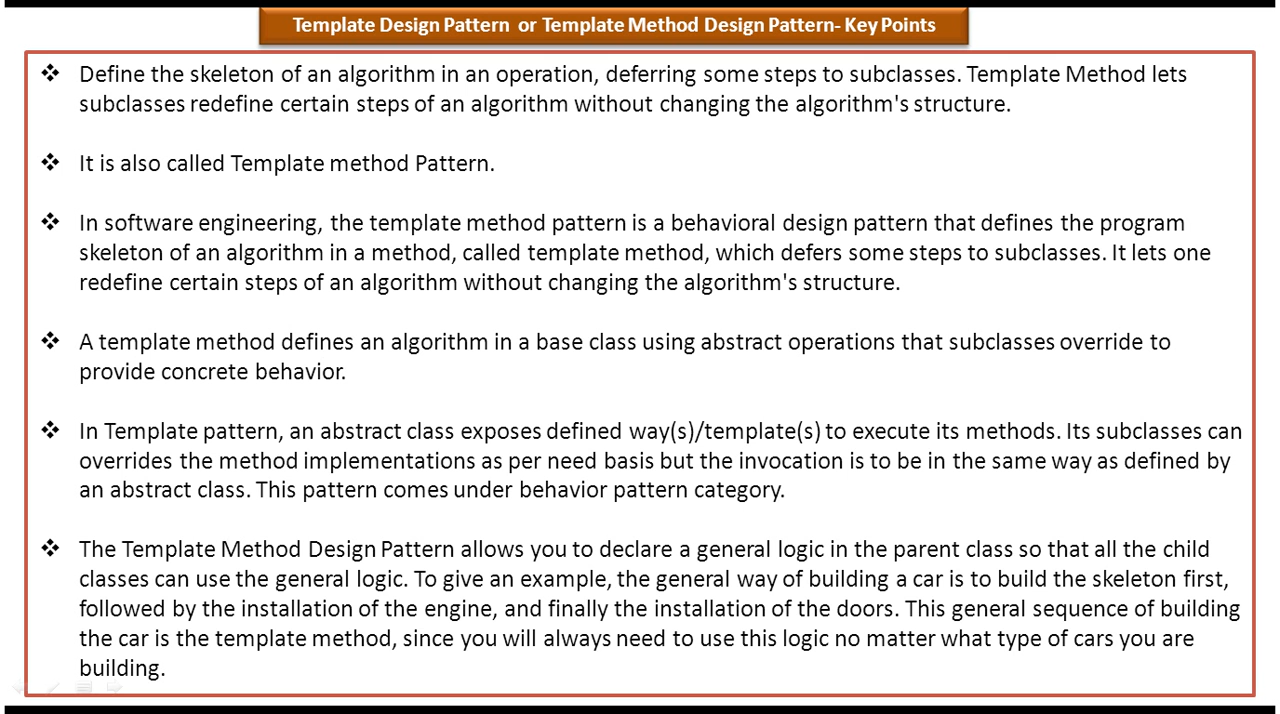 Template Design Pattern or Template Method Design Pattern- Key Points
❖ Define the skeleton of an algorithm in an operation, deferring some steps to subclasses. Template Method lets
subclasses redefine certain steps of an algorithm without changing the algorithm's structure.
❖ It is also called Template method Pattern.
❖ In software engineering, the template method pattern is a behavioral design pattern that defines the program
skeleton of an algorithm in a method, called template method, which defers some steps to subclasses. It lets one
redefine certain steps of an algorithm without changing the algorithm's structure.
❖ A template method defines an algorithm in a base class using abstract operations that subclasses override to
provide concrete behavior.
❖ In Template pattern, an abstract class exposes defined way(s)/template(s) to execute its methods. Its subclasses can
overrides the method implementations as per need basis but the invocation is to be in the same way as defined by
an abstract class. This pattern comes under behavior pattern category.
❖ The Template Method Design Pattern allows you to declare a general logic in the parent class so that all the child
classes can use the general logic. To give an example, the general way of building a car is to build the skeleton first,
followed by the installation of the engine, and finally the installation of the doors. This general sequence of building
the car is the template method, since you will always need to use this logic no matter what type of cars you are
building.